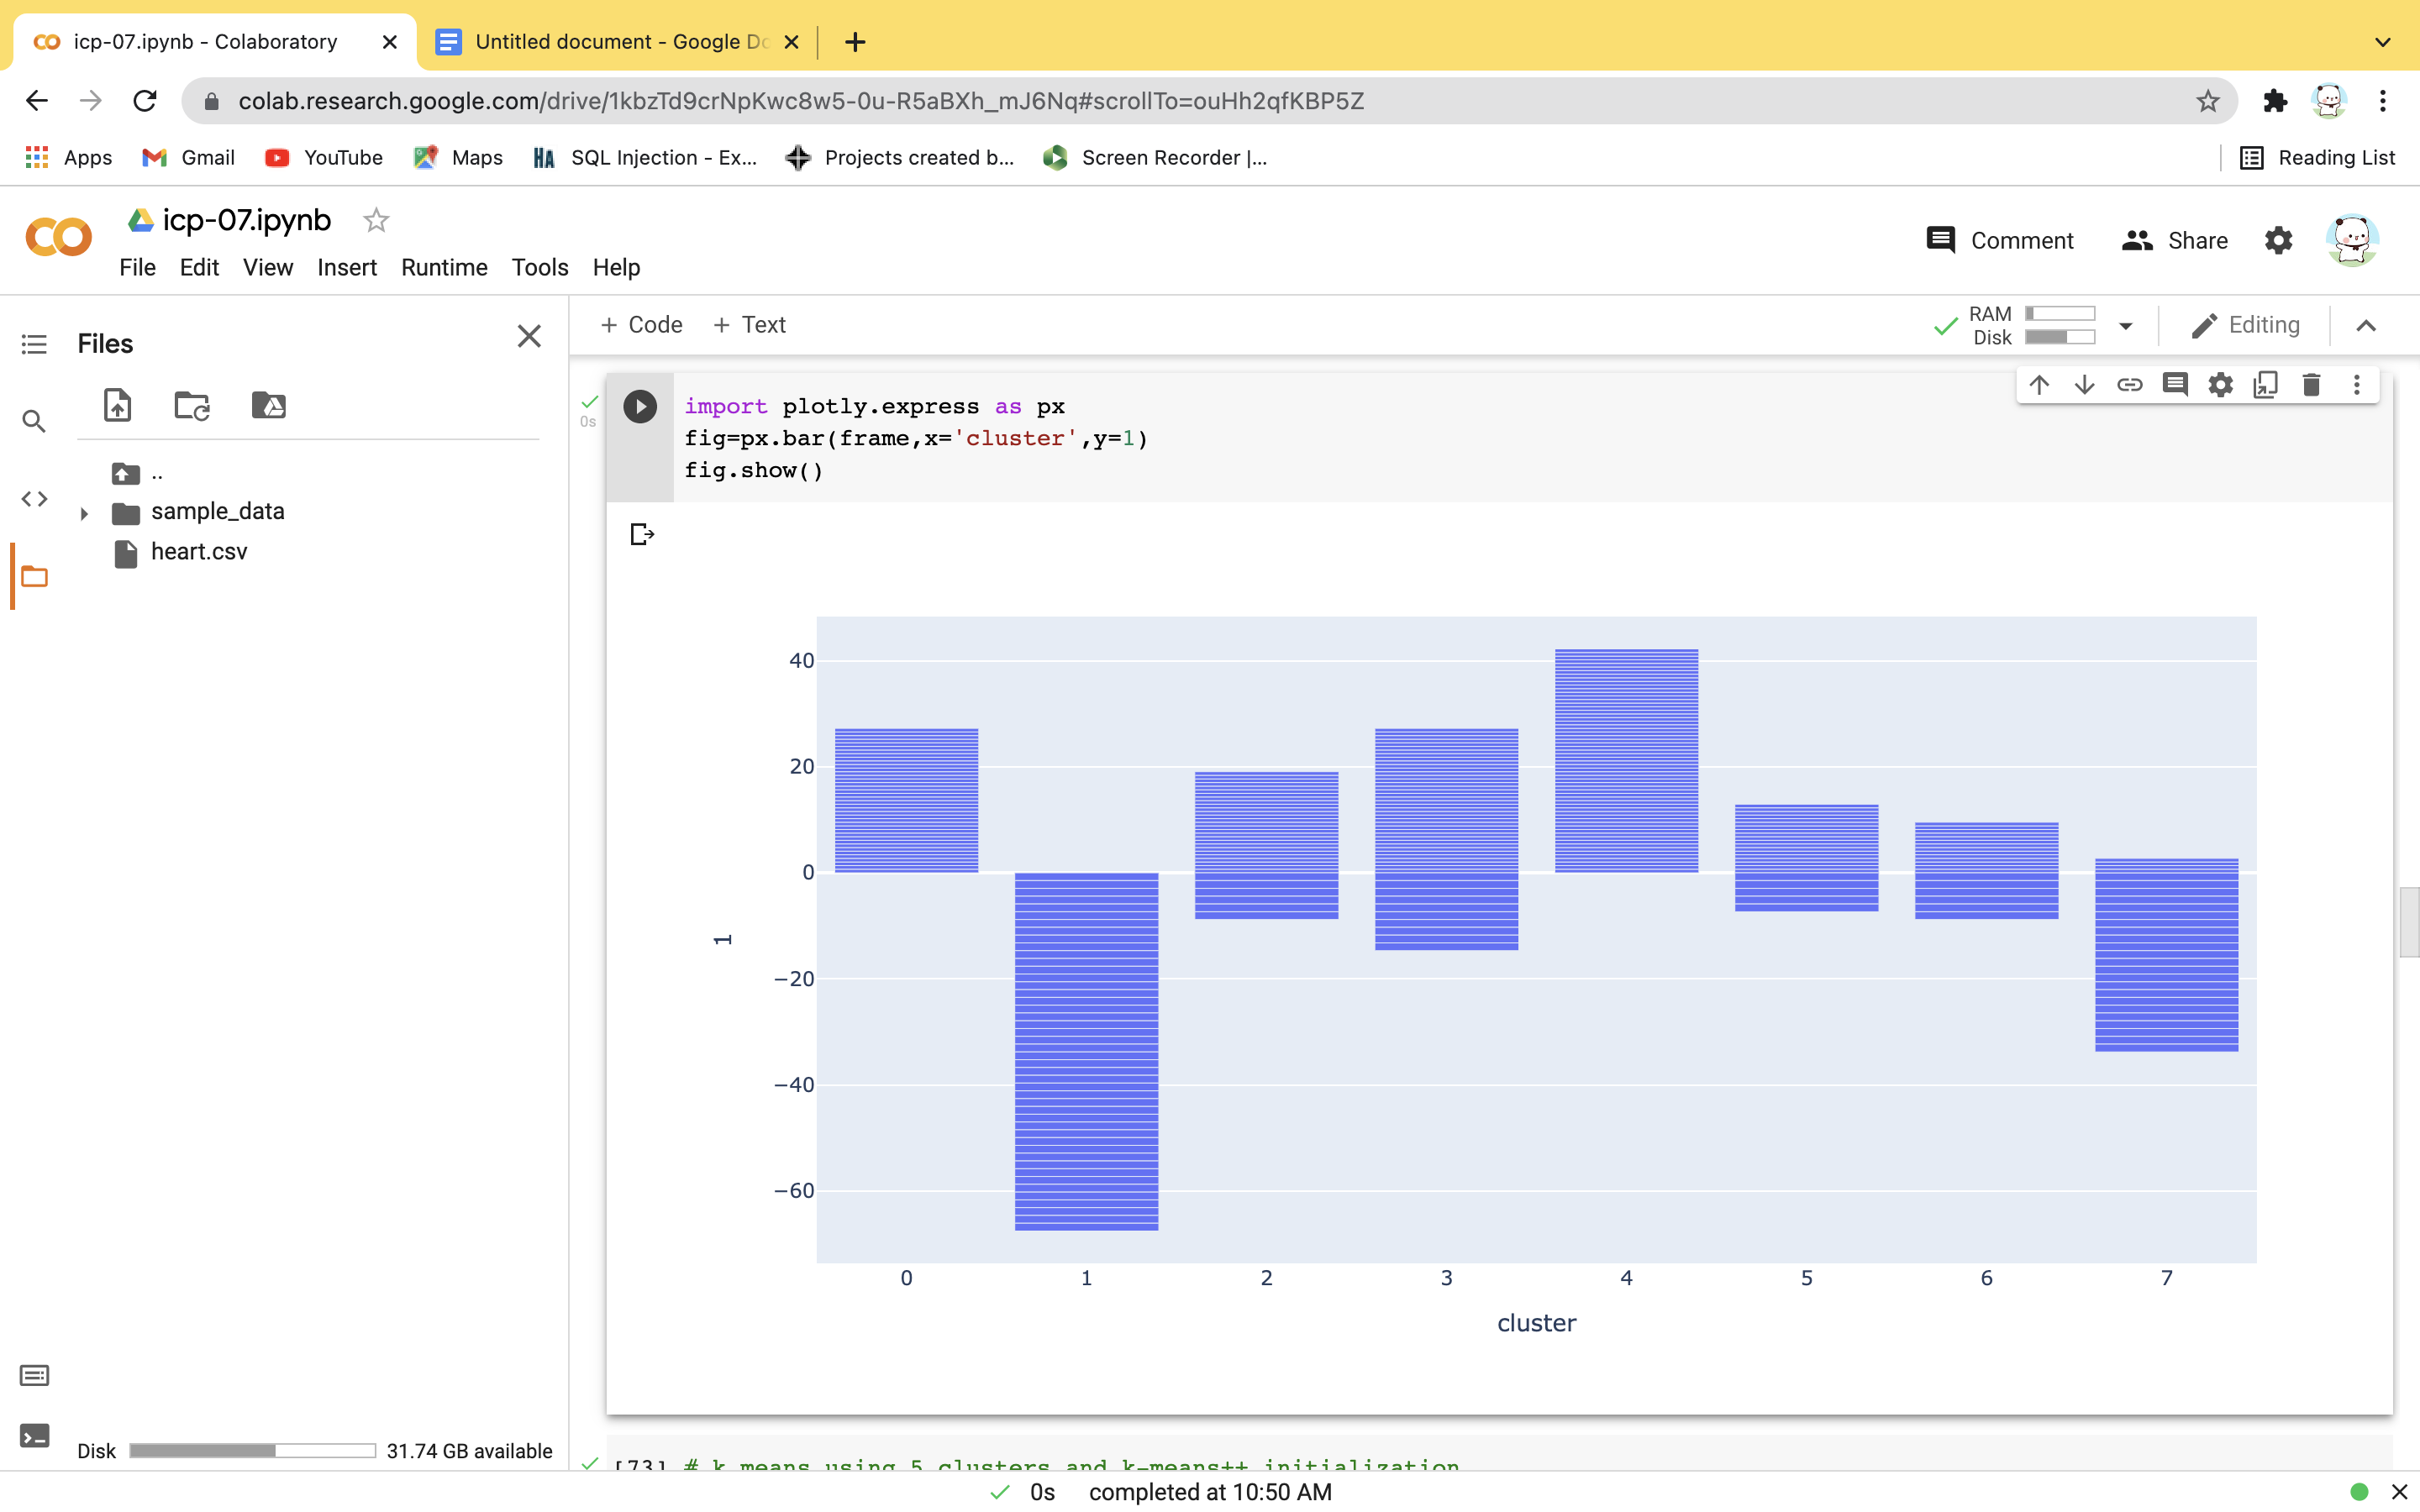 icp-07.ipynb - Colaboratory
Untitled document - Google Do
colab.research.google.com/drive/1kbzTd9crNpKwc8w5-0u-R5aBXh_mJ6Nq#scrollTo=ouHh2qfKBP5Z
Apps
Gmail
YouTube
Maps
HA
SQL Injection - Ex...
Projects created b...
Screen Recorder |...
Reading List
icp-07.ipynb
Comment
Share
File Edit View Insert Runtime Tools Help
Files
+ Code + Text
RAM
Disk
Editing
..
sample_data
heart.csv
0s
import plotly.express as px
fig=px.bar(frame,x='cluster',y=1)
fig.show()
40
20
0
−20
−40
−60
1
0 1 2 3 4 5 6 7
cluster
Disk
31.74 GB available
[73] # k means using 5 clusters and k-means++ initialization
0s completed at 10:50 AM